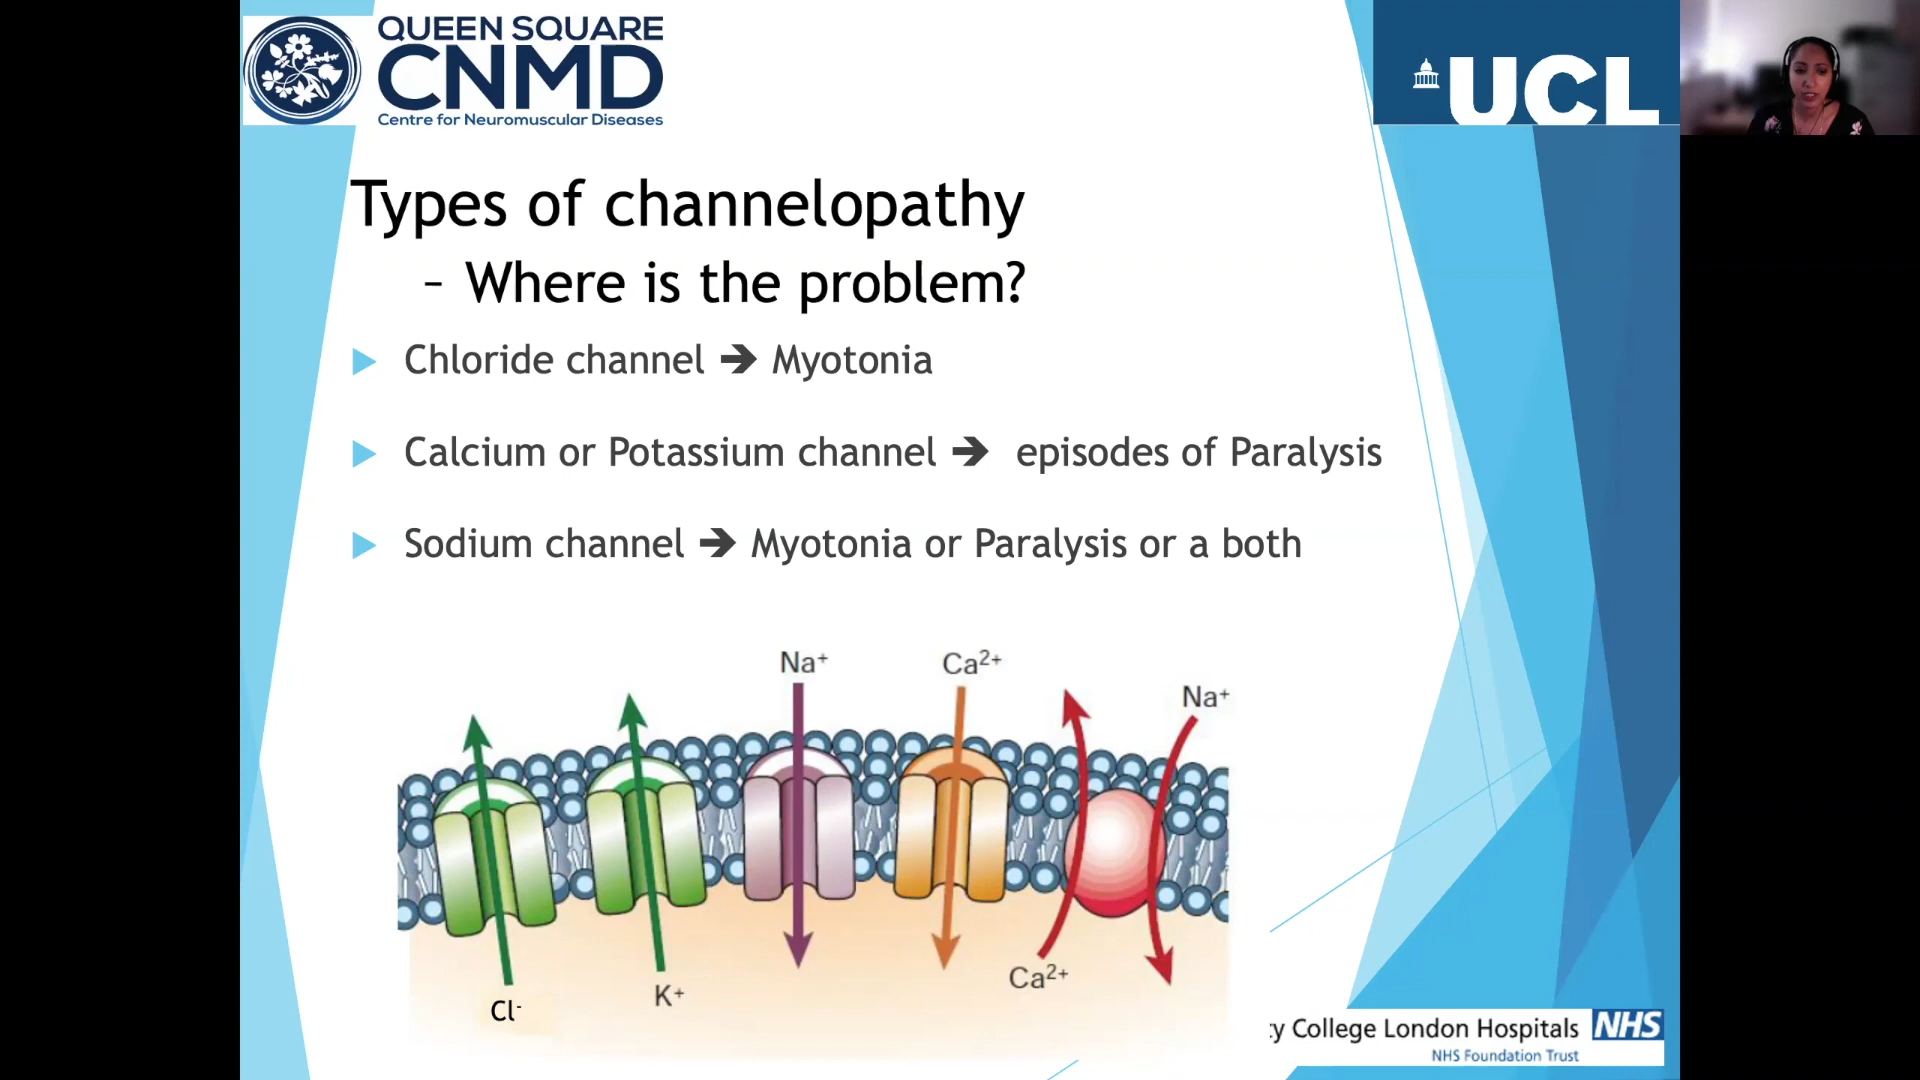 QUEEN SQUARE
CNMD
Centre for Neuromuscular Diseases
UCL
Types of channelopathy
– Where is the problem?
Chloride channel ➔ Myotonia
Calcium or Potassium channel ➔ episodes of Paralysis
Sodium channel ➔ Myotonia or Paralysis or a both
Na⁺ Ca²⁺
Na⁺
Ca²⁺
K⁺
Cl⁻
y College London Hospitals NHS
NHS Foundation Trust